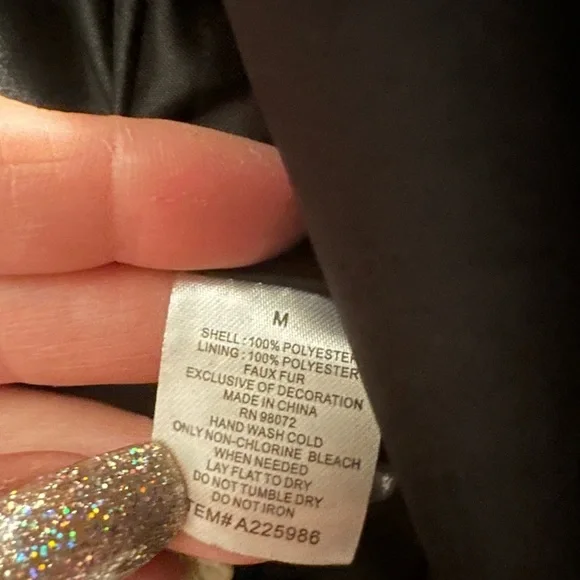 M
SHELL : 100% POLYESTER
LINING : 100% POLYESTER
FAUX FUR
EXCLUSIVE OF DECORATION
MADE IN CHINA
RN 98072
HAND WASH COLD
ONLY NON-CHLORINE BLEACH
WHEN NEEDED
LAY FLAT TO DRY
DO NOT TUMBLE DRY
DO NOT IRON
TEM# A225986